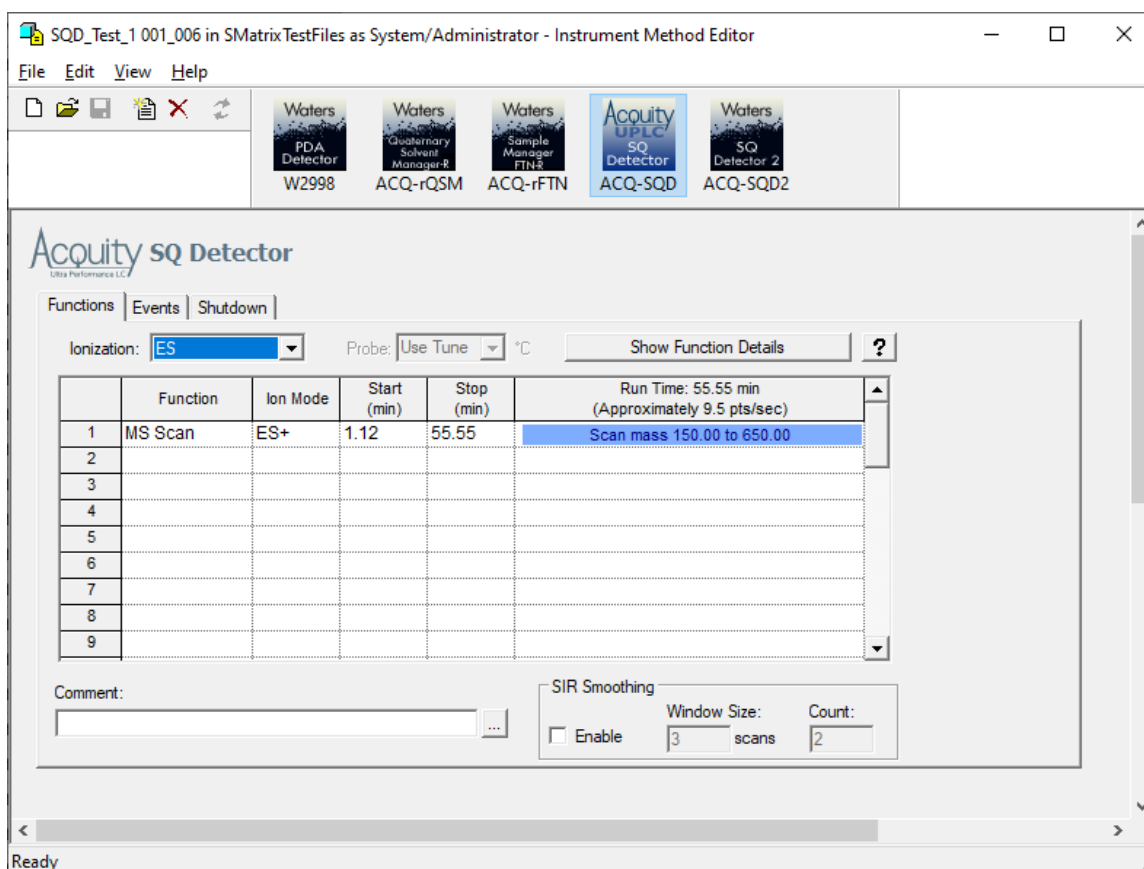 SQD_Test_1 001_006 in SMatrixTestFiles as System/Administrator - Instrument Method Editor
File Edit View Help
Waters PDA Detector
W2998
Waters Quaternary Solvent Manager-R
ACQ-rQSM
Waters Sample Manager FTN-R
ACQ-rFTN
Acquity UPLC SQ Detector
ACQ-SQD
Waters SQ Detector 2
ACQ-SQD2
Acquity SQ Detector
Ultra Performance LC
Functions Events Shutdown
Ionization: ES Probe: Use Tune °C Show Function Details ?
Function Ion Mode Start (min) Stop (min) Run Time: 55.55 min (Approximately 9.5 pts/sec)
1 MS Scan ES+ 1.12 55.55 Scan mass 150.00 to 650.00
2
3
4
5
6
7
8
9
Comment:
...
SIR Smoothing
Window Size: Count:
Enable 3 scans 2
Ready